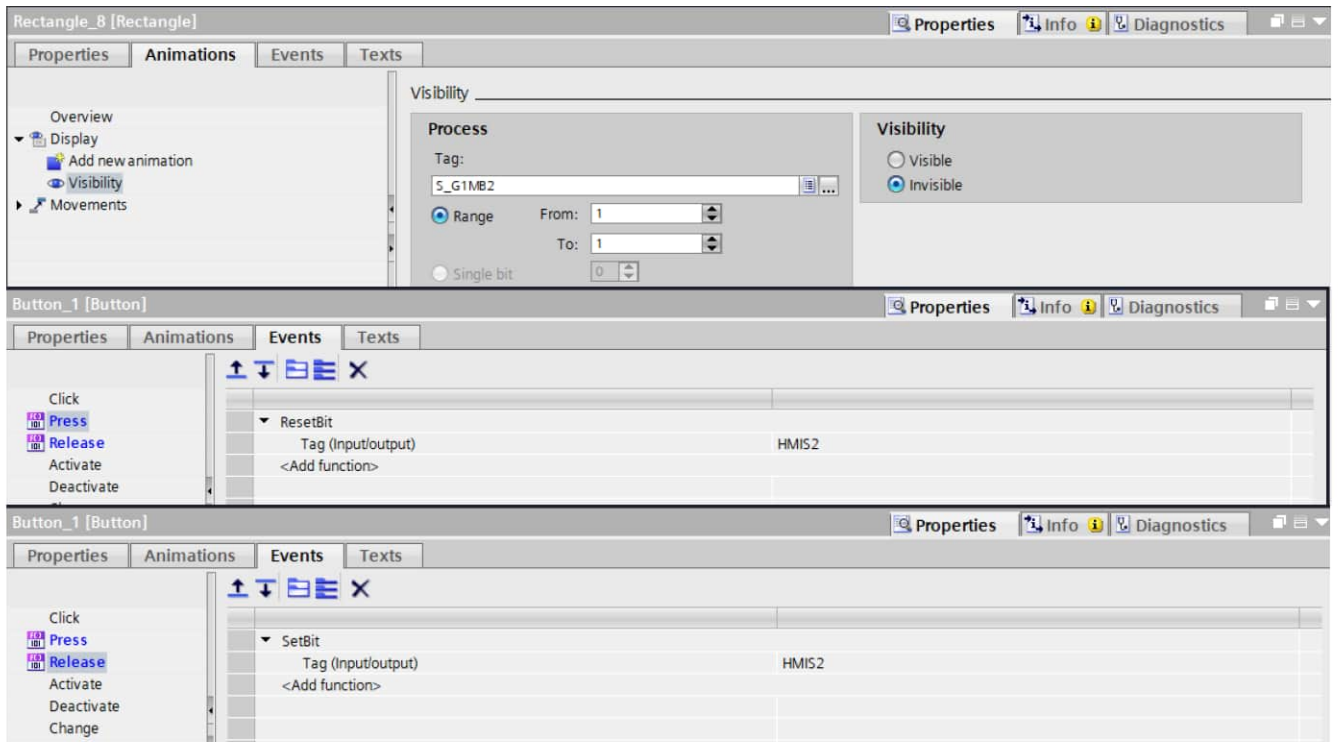 Rectangle_8 [Rectangle] Properties Info Diagnostics
Properties Animations Events Texts
Visibility
Overview
Display
Add new animation
Visibility
Movements
Process
Tag:
S_G1MB2 ...
Range From: 1
To: 1
Single bit 0
Visibility
Visible
Invisible
Button_1 [Button] Properties Info Diagnostics
Properties Animations Events Texts
Click
Press
Release
Activate
Deactivate
ResetBit
Tag (Input/output) HMIS2
<Add function>
Button_1 [Button] Properties Info Diagnostics
Properties Animations Events Texts
Click
Press
Release
Activate
Deactivate
Change
SetBit
Tag (Input/output) HMIS2
<Add function>